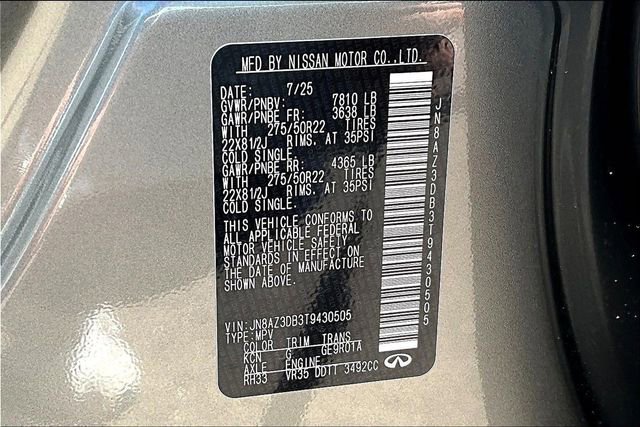 MFD BY NISSAN MOTOR CO.,LTD.
DATE: 7/25
GVWR/PNBV: 7810 LB
GAWR/PNBE FR: 3638 LB
WITH 275/50R22 TIRES
22X81/2J RIMS, AT 35PSI
COLD SINGLE.
GAWR/PNBE RR: 4365 LB
WITH 275/50R22 TIRES
22X81/2J RIMS, AT 35PSI
COLD SINGLE.
THIS VEHICLE CONFORMS TO
ALL APPLICABLE FEDERAL
MOTOR VEHICLE SAFETY
STANDARDS IN EFFECT ON
THE DATE OF MANUFACTURE
SHOWN ABOVE.
VIN:JN8AZ3DB3T9430505
TYPE:MPV
COLOR TRIM TRANS
KCN G GE9R01A
AXLE ENGINE
RH33 VR35 DDTT 3492CC
JN8AZ3DB3T9430505